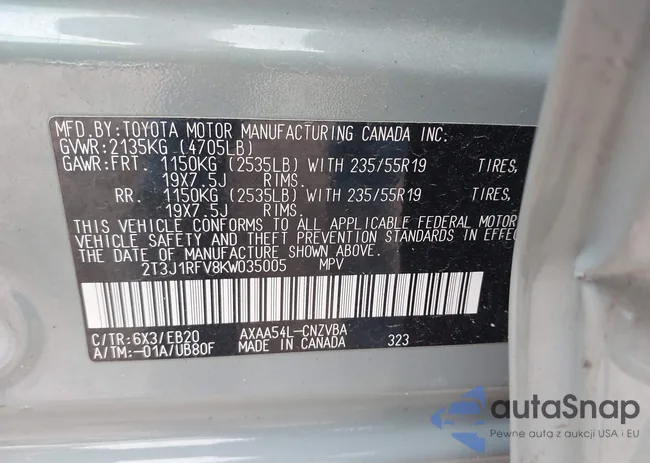 MFD.BY:TOYOTA MOTOR MANUFACTURING CANADA INC.
GVWR:2135KG (4705LB)
GAWR:FRT. 1150KG (2535LB) WITH 235/55R19 TIRES,
19X7.5J RIMS.
RR. 1150KG (2535LB) WITH 235/55R19 TIRES,
19X7.5J RIMS.
THIS VEHICLE CONFORMS TO ALL APPLICABLE FEDERAL MOTOR
VEHICLE SAFETY AND THEFT PREVENTION STANDARDS IN EFFEC
THE DATE OF MANUFACTURE SHOWN ABOVE.
2T3J1RFV8KW035005 MPV
C/TR:6X3/EB20 AXAA54L-CNZVBA
A/TM:-01A/UB80F MADE IN CANADA 323
autaSnap
Pewne auta z aukcji USA i EU